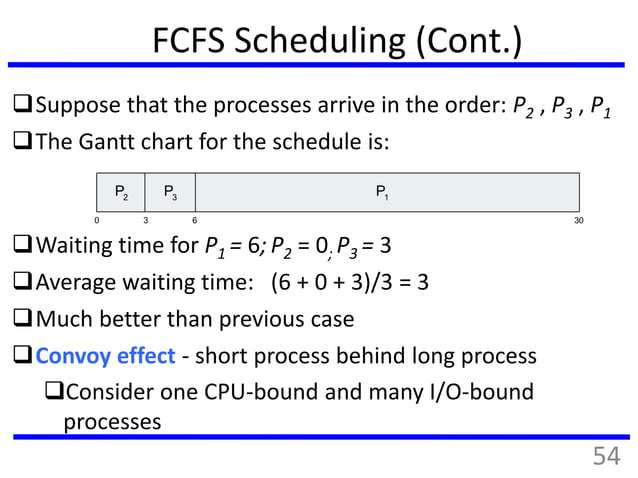 FCFS Scheduling (Cont.)
❑Suppose that the processes arrive in the order: P2 , P3 , P1
❑The Gantt chart for the schedule is:
P2 P3 P1
0 3 6 30
❑Waiting time for P1 = 6; P2 = 0; P3 = 3
❑Average waiting time: (6 + 0 + 3)/3 = 3
❑Much better than previous case
❑Convoy effect - short process behind long process
❑Consider one CPU-bound and many I/O-bound
processes
54